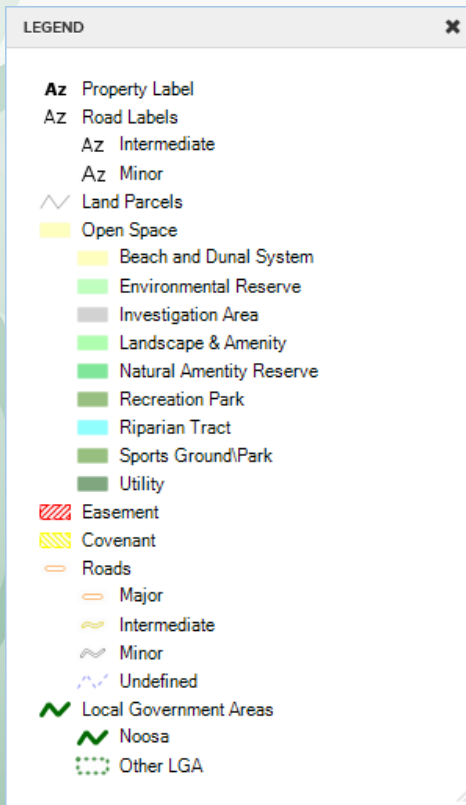 LEGEND
Az Property Label
Az Road Labels
Az Intermediate
Az Minor
Land Parcels
Open Space
Beach and Dunal System
Environmental Reserve
Investigation Area
Landscape & Amenity
Natural Amentity Reserve
Recreation Park
Riparian Tract
Sports Ground\Park
Utility
Easement
Covenant
Roads
Major
Intermediate
Minor
Undefined
Local Government Areas
Noosa
Other LGA